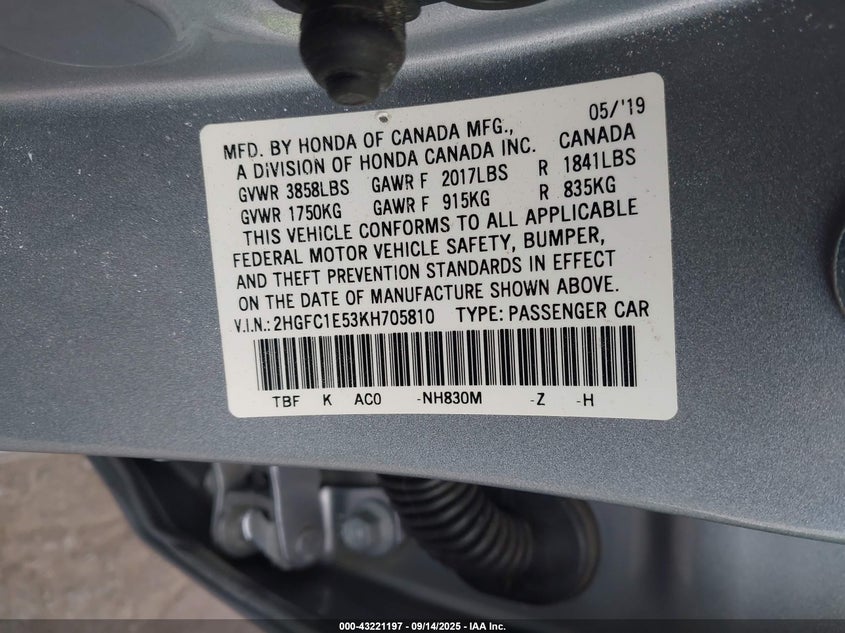 05/'19
MFD. BY HONDA OF CANADA MFG.,
A DIVISION OF HONDA CANADA INC. CANADA
GVWR 3858LBS GAWR F 2017LBS R 1841LBS
GVWR 1750KG GAWR F 915KG R 835KG
THIS VEHICLE CONFORMS TO ALL APPLICABLE
FEDERAL MOTOR VEHICLE SAFETY, BUMPER,
AND THEFT PREVENTION STANDARDS IN EFFECT
ON THE DATE OF MANUFACTURE SHOWN ABOVE.
V.I.N.: 2HGFC1E53KH705810 TYPE: PASSENGER CAR
TBF K AC0 -NH830M -Z -H
000-43221197 - 09/14/2025 - IAA Inc.